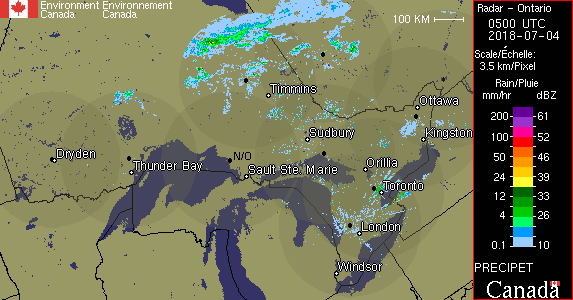 Environment Environnement
Canada Canada
100 KM
Timmins
Ottawa
Sudbury
Kingston
Dryden
N/O
Thunder Bay
Sault Ste. Marie
Orillia
Toronto
London
Windsor
Radar - Ontario
0500 UTC
2018-07-04
Scale/Échelle:
3.5 km/Pixel
Rain/Pluie
mm/hr dBZ
200 61
100 52
50 46
24 39
12 33
4 26
0.1 10
PRECIPET
Canada